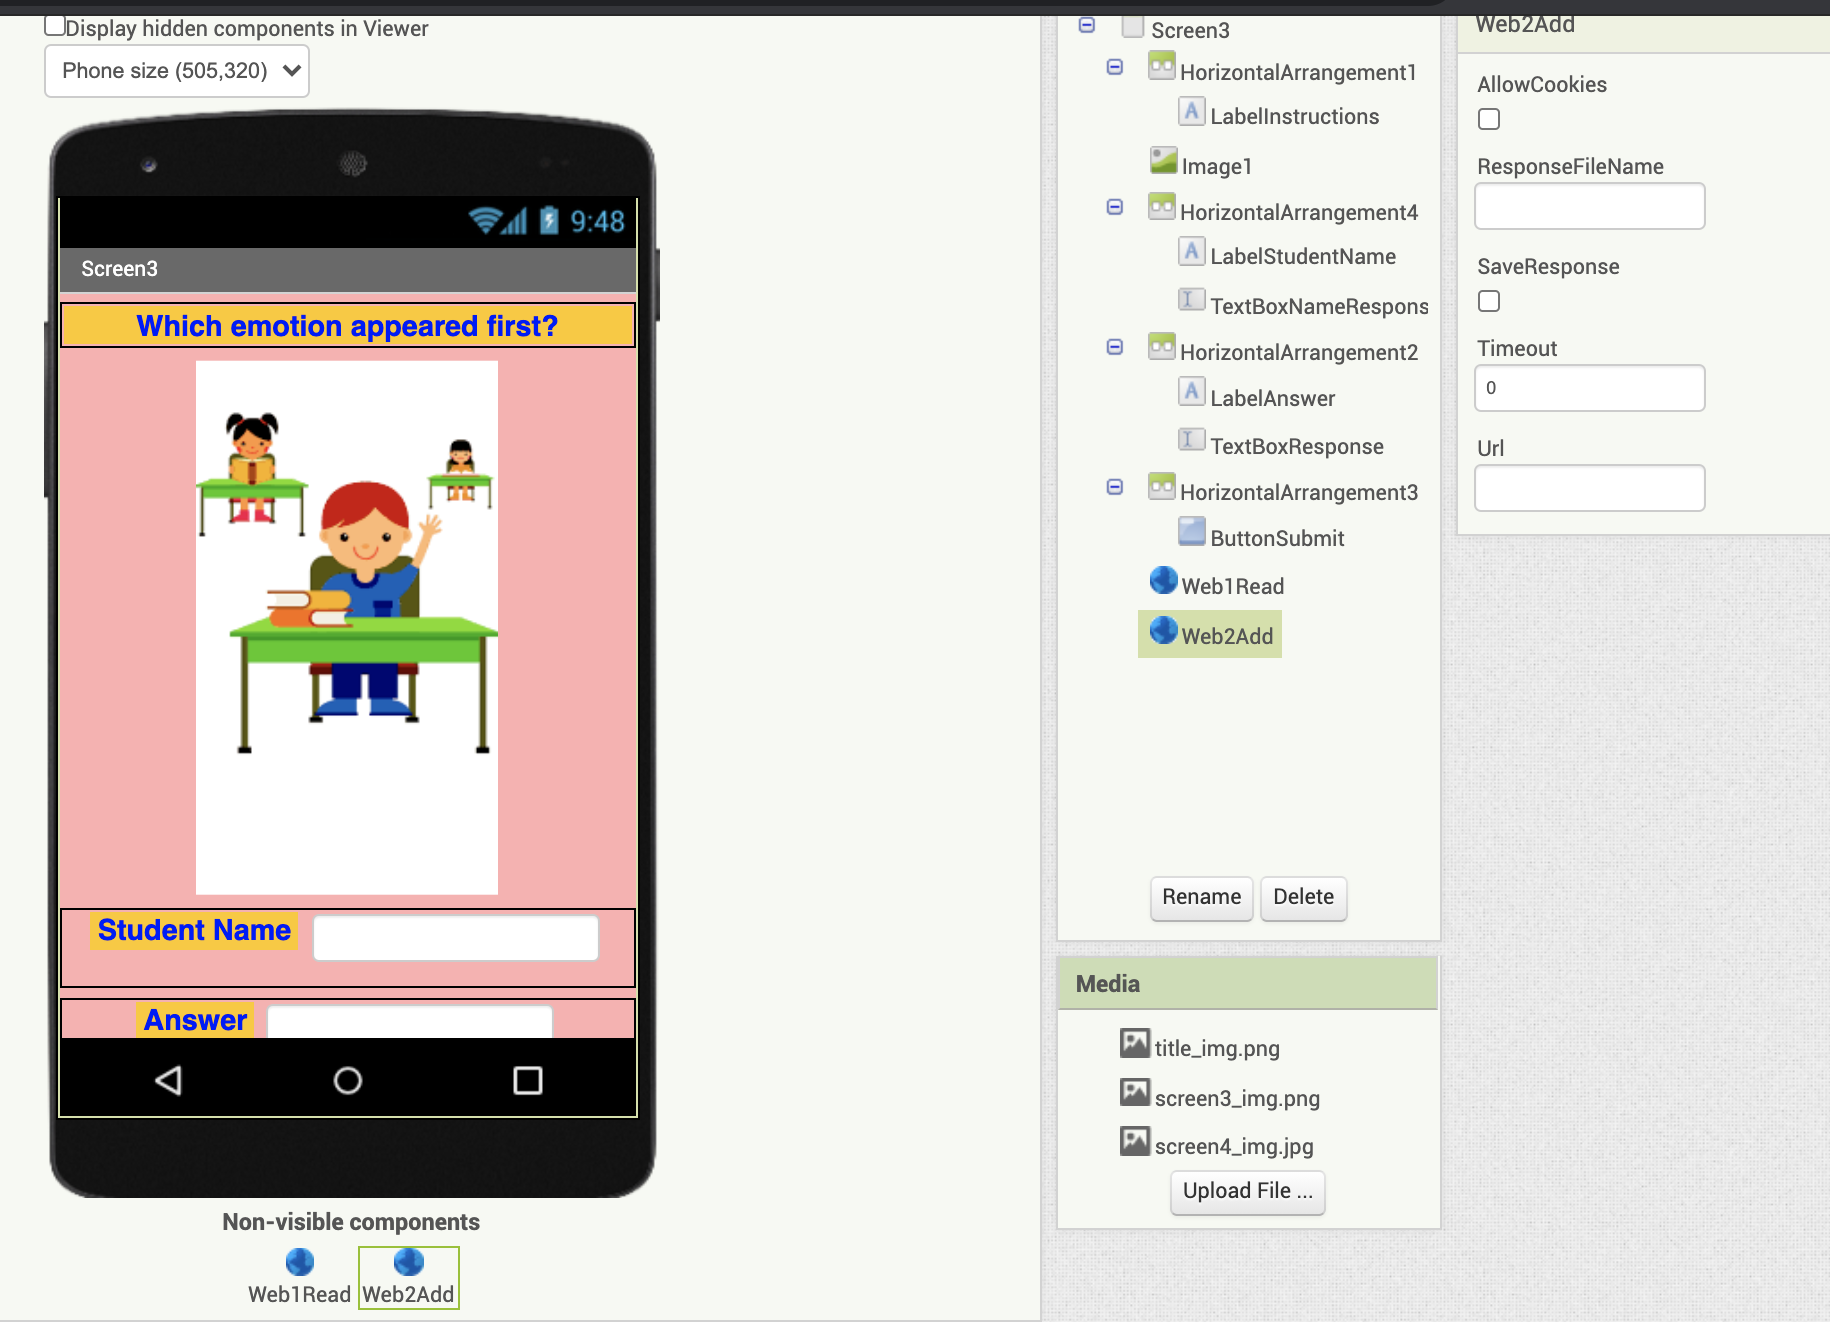 Display hidden components in Viewer
Phone size (505,320)
9:48
Screen3
Which emotion appeared first?
Student Name
Answer
Non-visible components
Web1Read
Web2Add
Screen3
HorizontalArrangement1
A LabelInstructions
Image1
HorizontalArrangement4
A LabelStudentName
TextBoxNameRespons
HorizontalArrangement2
A LabelAnswer
TextBoxResponse
HorizontalArrangement3
ButtonSubmit
Web1Read
Web2Add
Rename Delete
Media
title_img.png
screen3_img.png
screen4_img.jpg
Upload File ...
Web2Add
AllowCookies
ResponseFileName
SaveResponse
Timeout
0
Url